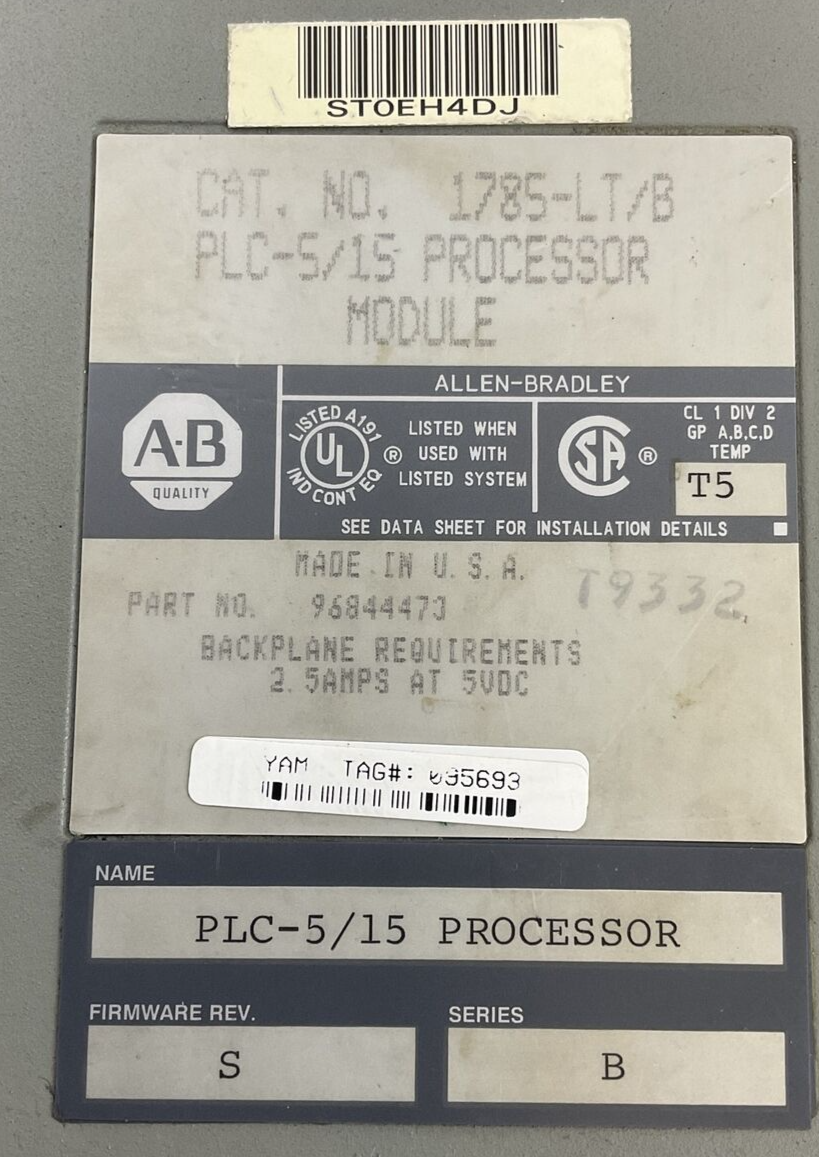 ST0EH4DJ
CAT. NO. 1785-LT/B
PLC-5/15 PROCESSOR
MODULE
ALLEN-BRADLEY
A·B
QUALITY
LISTED A191
UL
IND CONT EQ
®
LISTED WHEN
USED WITH
LISTED SYSTEM
SA
®
CL 1 DIV 2
GP A,B,C,D
TEMP
T5
SEE DATA SHEET FOR INSTALLATION DETAILS
MADE IN U.S.A.
T9332
PART NO. 96844473
BACKPLANE REQUIREMENTS
2.5AMPS AT 5VDC
YAM TAG#: 095693
NAME
PLC-5/15 PROCESSOR
FIRMWARE REV.
SERIES
S
B